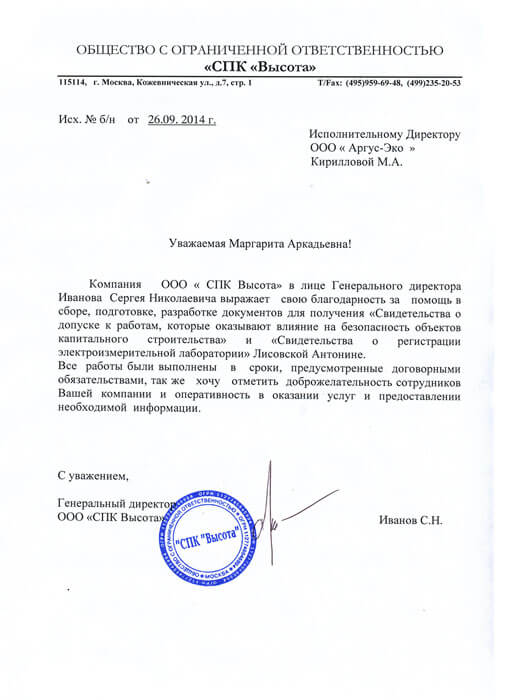 ОБЩЕСТВО С ОГРАНИЧЕННОЙ ОТВЕТСТВЕННОСТЬЮ
«СПК «Высота»
115114, г. Москва, Кожевническая ул., д.7, стр. 1 T/Fax: (495)959-69-48, (499)235-20-53
Исх. № б/н от 26.09. 2014 г.
Исполнительному Директору
ООО « Аргус-Эко »
Кирилловой М.А.
Уважаемая Маргарита Аркадьевна!
Компания ООО « СПК Высота» в лице Генерального директора
Иванова Сергея Николаевича выражает свою благодарность за помощь в
сборе, подготовке, разработке документов для получения «Свидетельства о
допуске к работам, которые оказывают влияние на безопасность объектов
капитального строительства» и «Свидетельства о регистрации
электроизмерительной лаборатории» Лисовской Антонине.
Все работы были выполнены в сроки, предусмотренные договорными
обязательствами, так же хочу отметить доброжелательность сотрудников
Вашей компании и оперативность в оказании услуг и предоставлении
необходимой информации.
С уважением,
Генеральный директор
ООО «СПК Высота»
Иванов С.Н.
ОБЩЕСТВО С ОГРАНИЧЕННОЙ ОТВЕТСТВЕННОСТЬЮ
"СПК "Высота"
МОСКВА